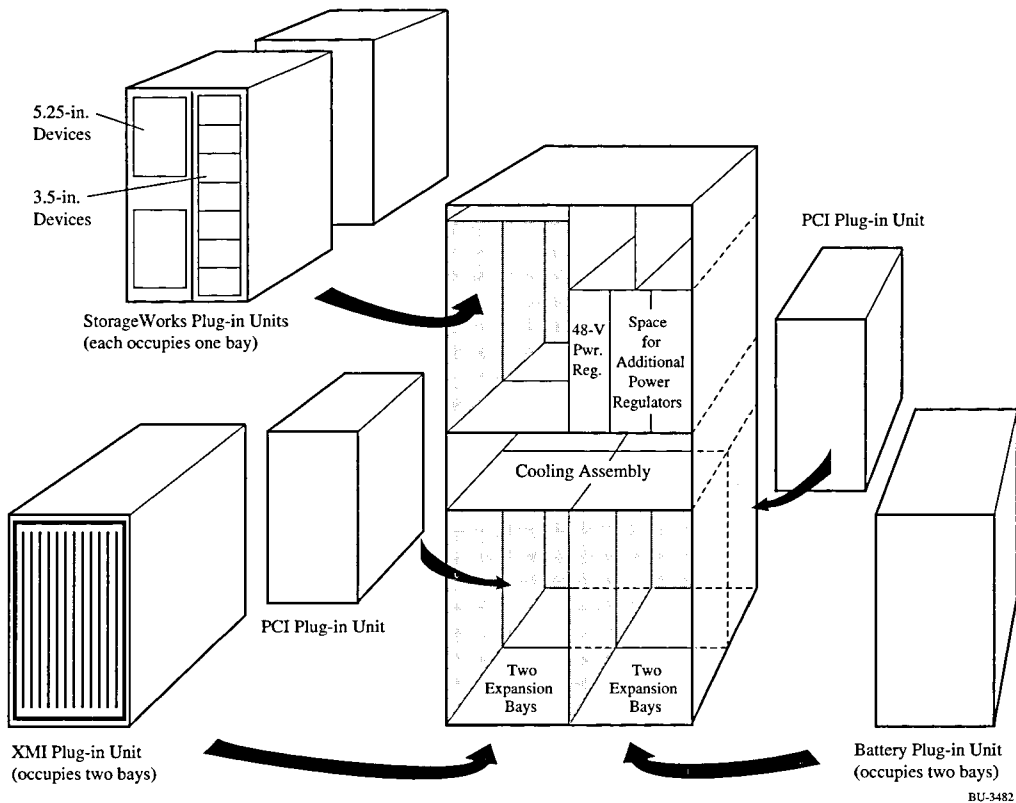 5.25-in.
Devices
3.5-in.
Devices
StorageWorks Plug-in Units
(each occupies one bay)
PCI Plug-in Unit
48-V
Pwr.
Reg.
Space
for
Additional
Power
Regulators
Cooling Assembly
PCI Plug-in Unit
Two
Expansion
Bays
Two
Expansion
Bays
XMI Plug-in Unit
(occupies two bays)
Battery Plug-in Unit
(occupies two bays)
BU-3482